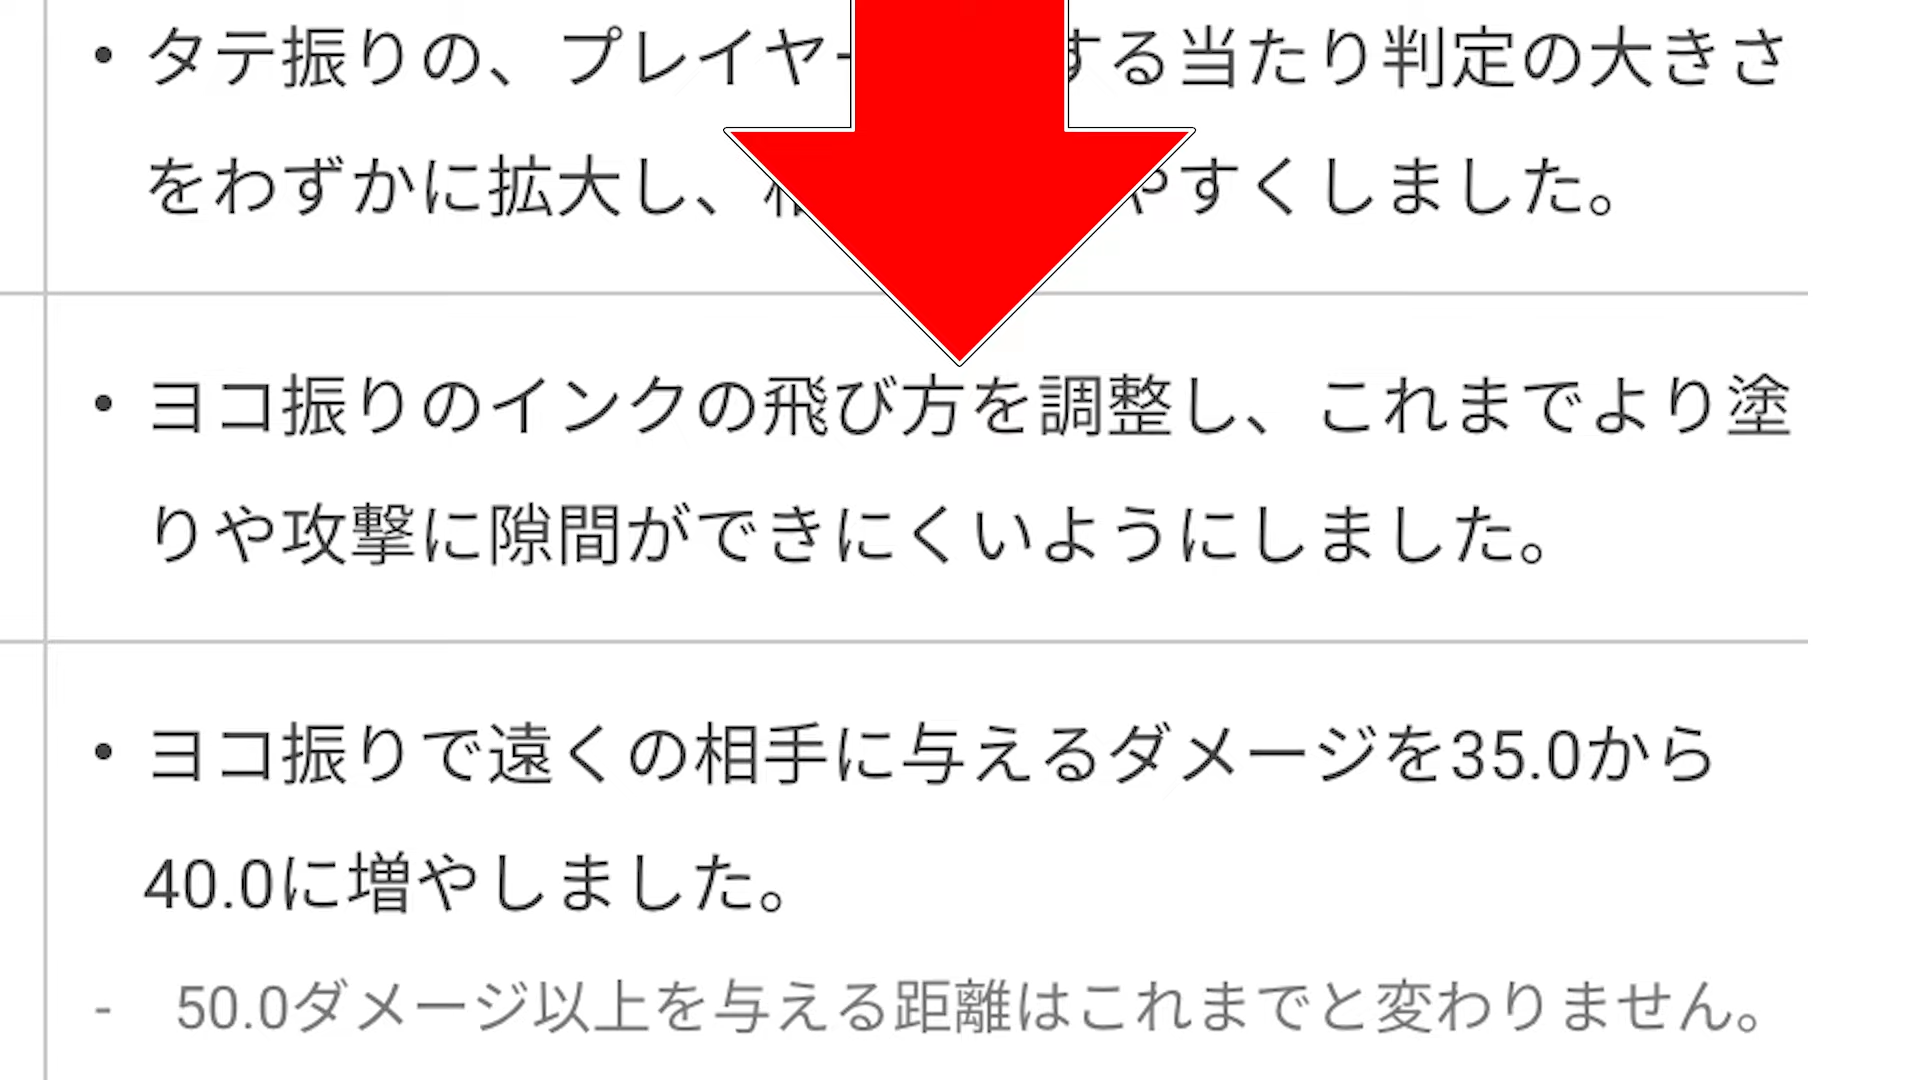 ・タテ振りの、プレイヤーする当たり判定の大きさ
をわずかに拡大し、やすくしました。
・ヨコ振りのインクの飛び方を調整し、これまでより塗
りや攻撃に隙間ができにくいようにしました。
・ヨコ振りで遠くの相手に与えるダメージを35.0から
40.0に増やしました。
- 50.0ダメージ以上を与える距離はこれまでと変わりません。